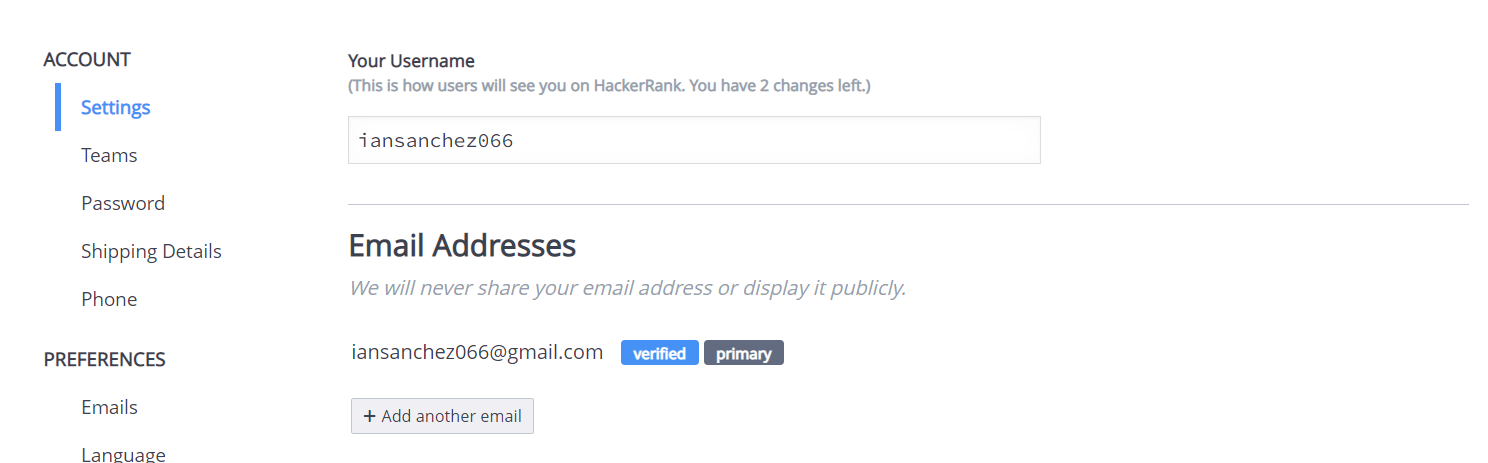 ACCOUNT
Settings
Teams
Password
Shipping Details
Phone
PREFERENCES
Emails
Language
Your Username
(This is how users will see you on HackerRank. You have 2 changes left.)
iansanchez066
Email Addresses
We will never share your email address or display it publicly.
iansanchez066@gmail.com verified primary
+ Add another email